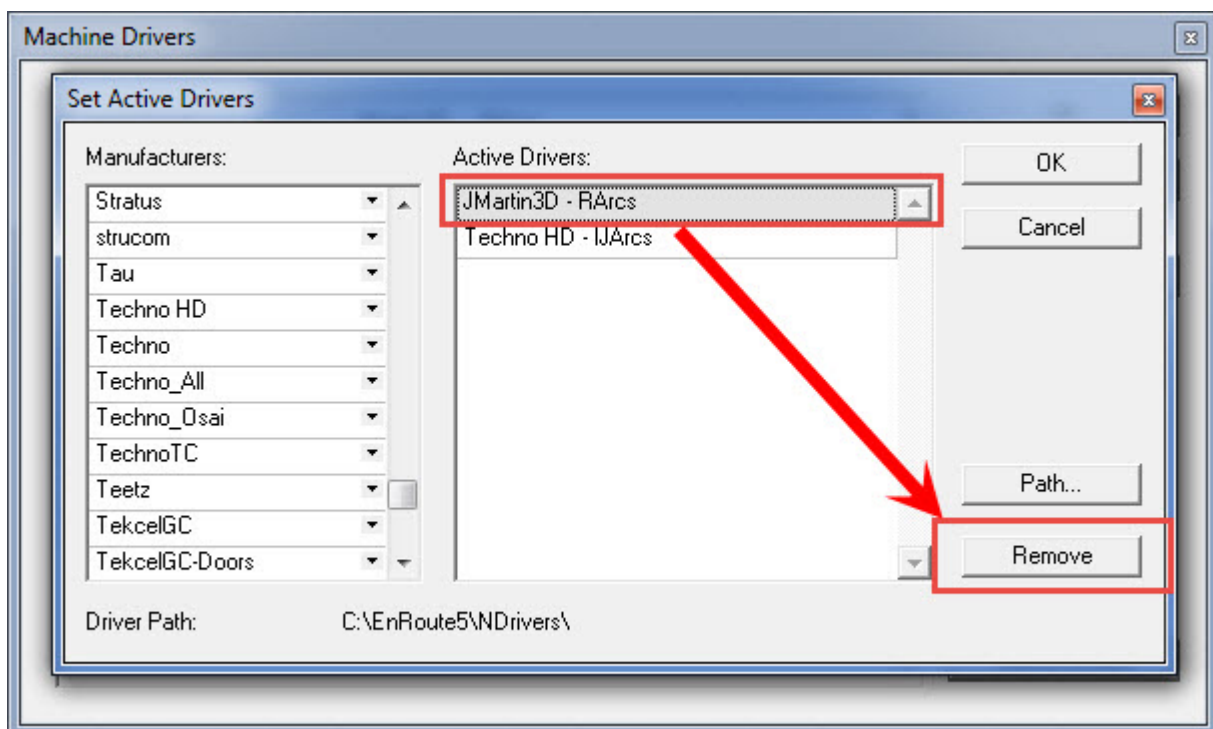 Machine Drivers
Set Active Drivers
Manufacturers:
Stratus
strucom
Tau
Techno HD
Techno
Techno_All
Techno_Osai
TechnoTC
Teetz
TekcelGC
TekcelGC-Doors
Active Drivers:
JMartin3D - RArcs
Techno HD - IJArcs
OK
Cancel
Path...
Remove
Driver Path: C:\EnRoute5\NDrivers\